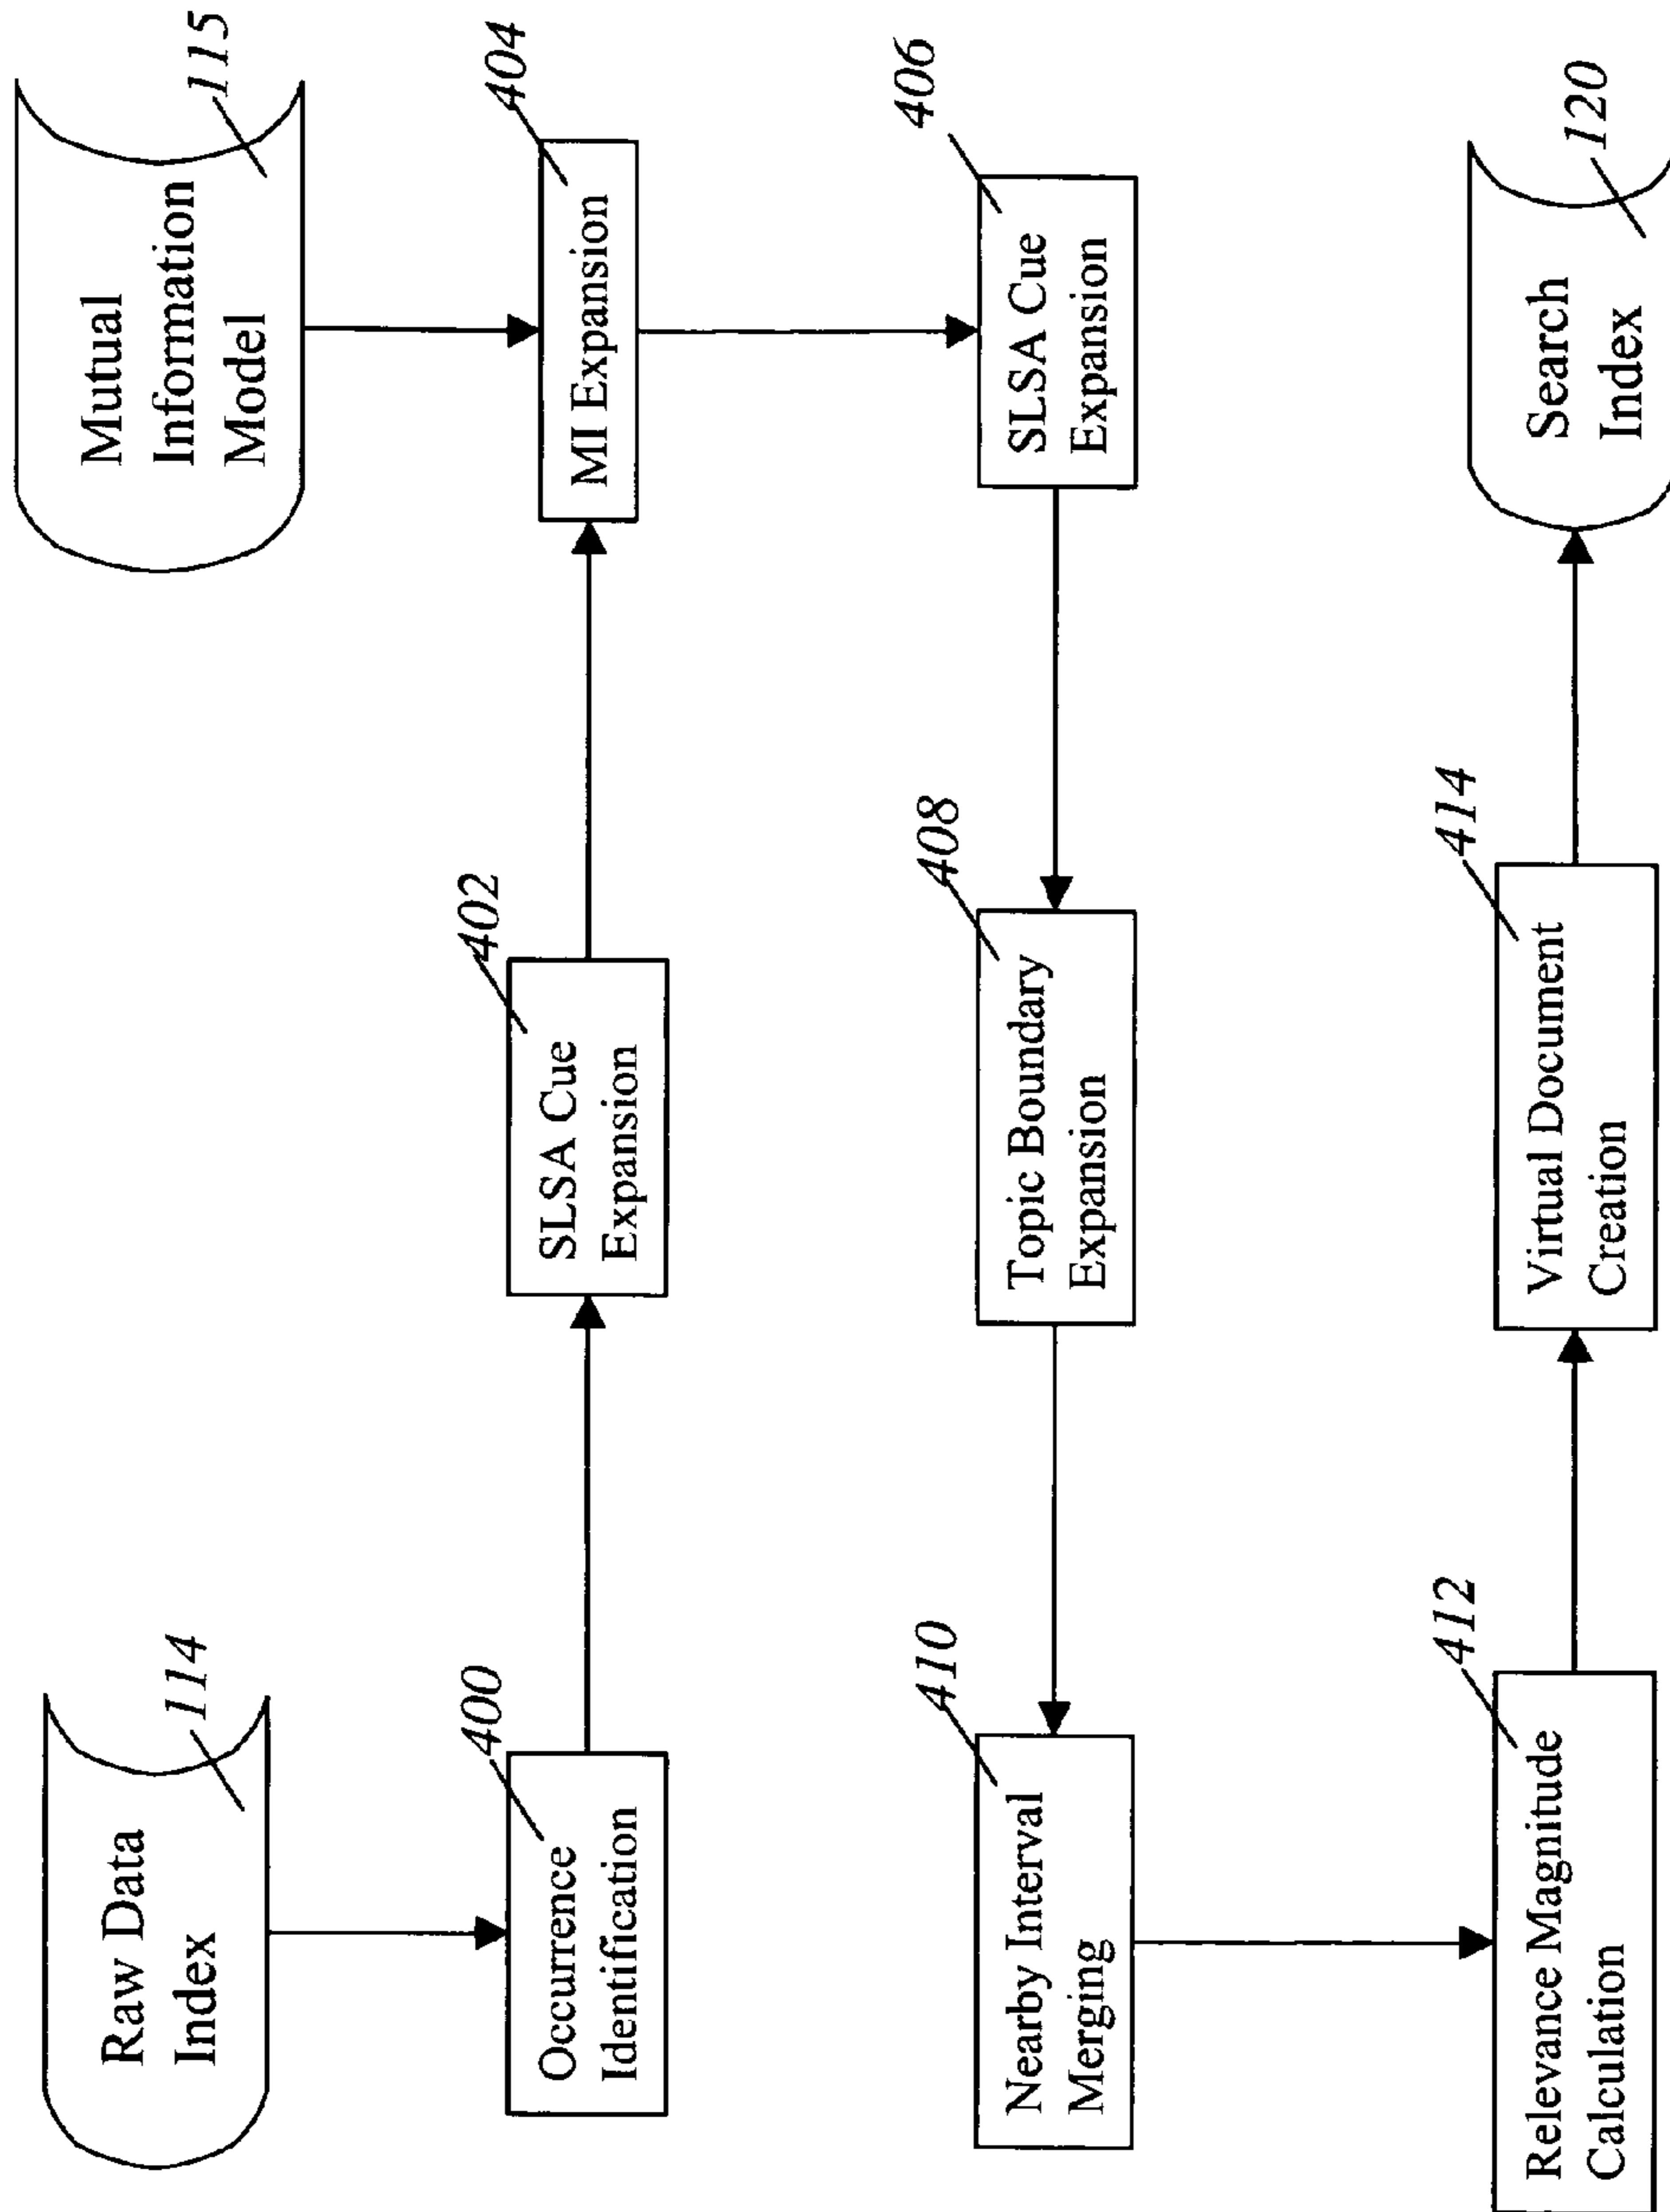 Raw Data
Index
114
Mutual
Information
Model
115
Occurrence
Identification
400
SLSA Cue
Expansion
402
MI Expansion
404
SLSA Cue
Expansion
406
Topic Boundary
Expansion
408
Nearby Interval
Merging
410
Relevance Magnitude
Calculation
412
Virtual Document
Creation
414
Search
Index
120